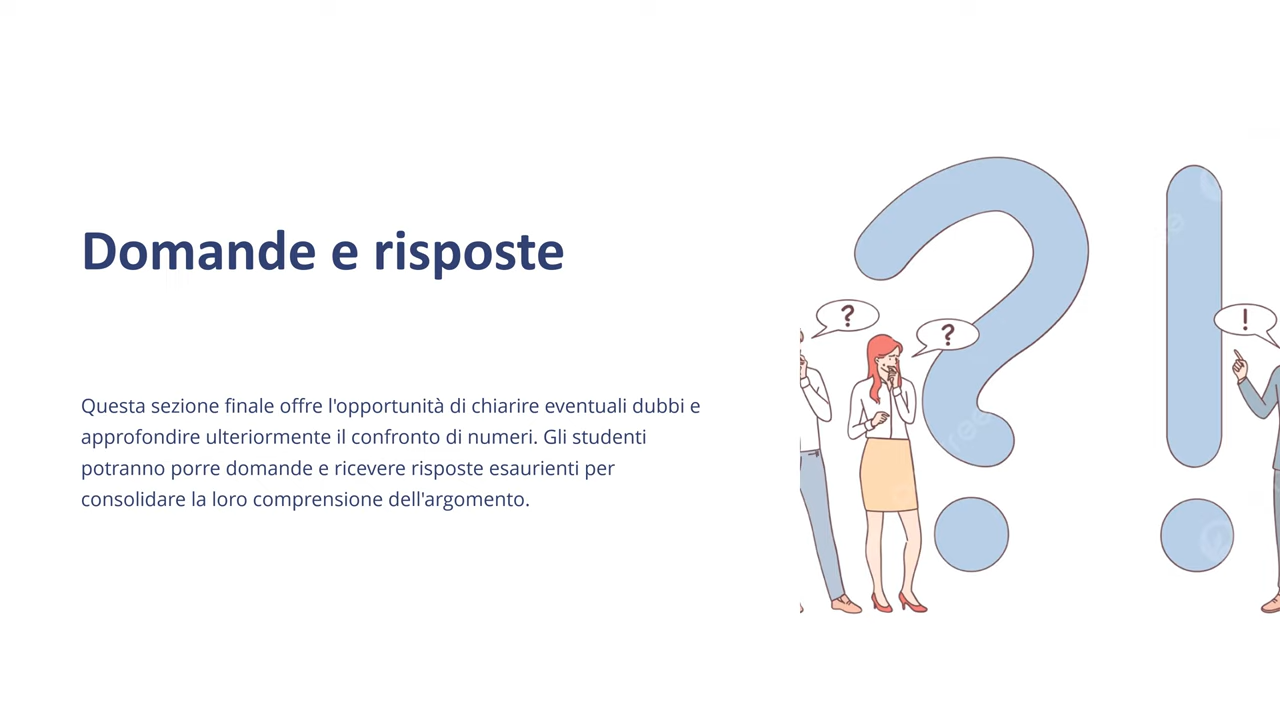 Domande e risposte
Questa sezione finale offre l'opportunità di chiarire eventuali dubbi e
approfondire ulteriormente il confronto di numeri. Gli studenti
potranno porre domande e ricevere risposte esaurienti per
consolidare la loro comprensione dell'argomento.
?
?
!